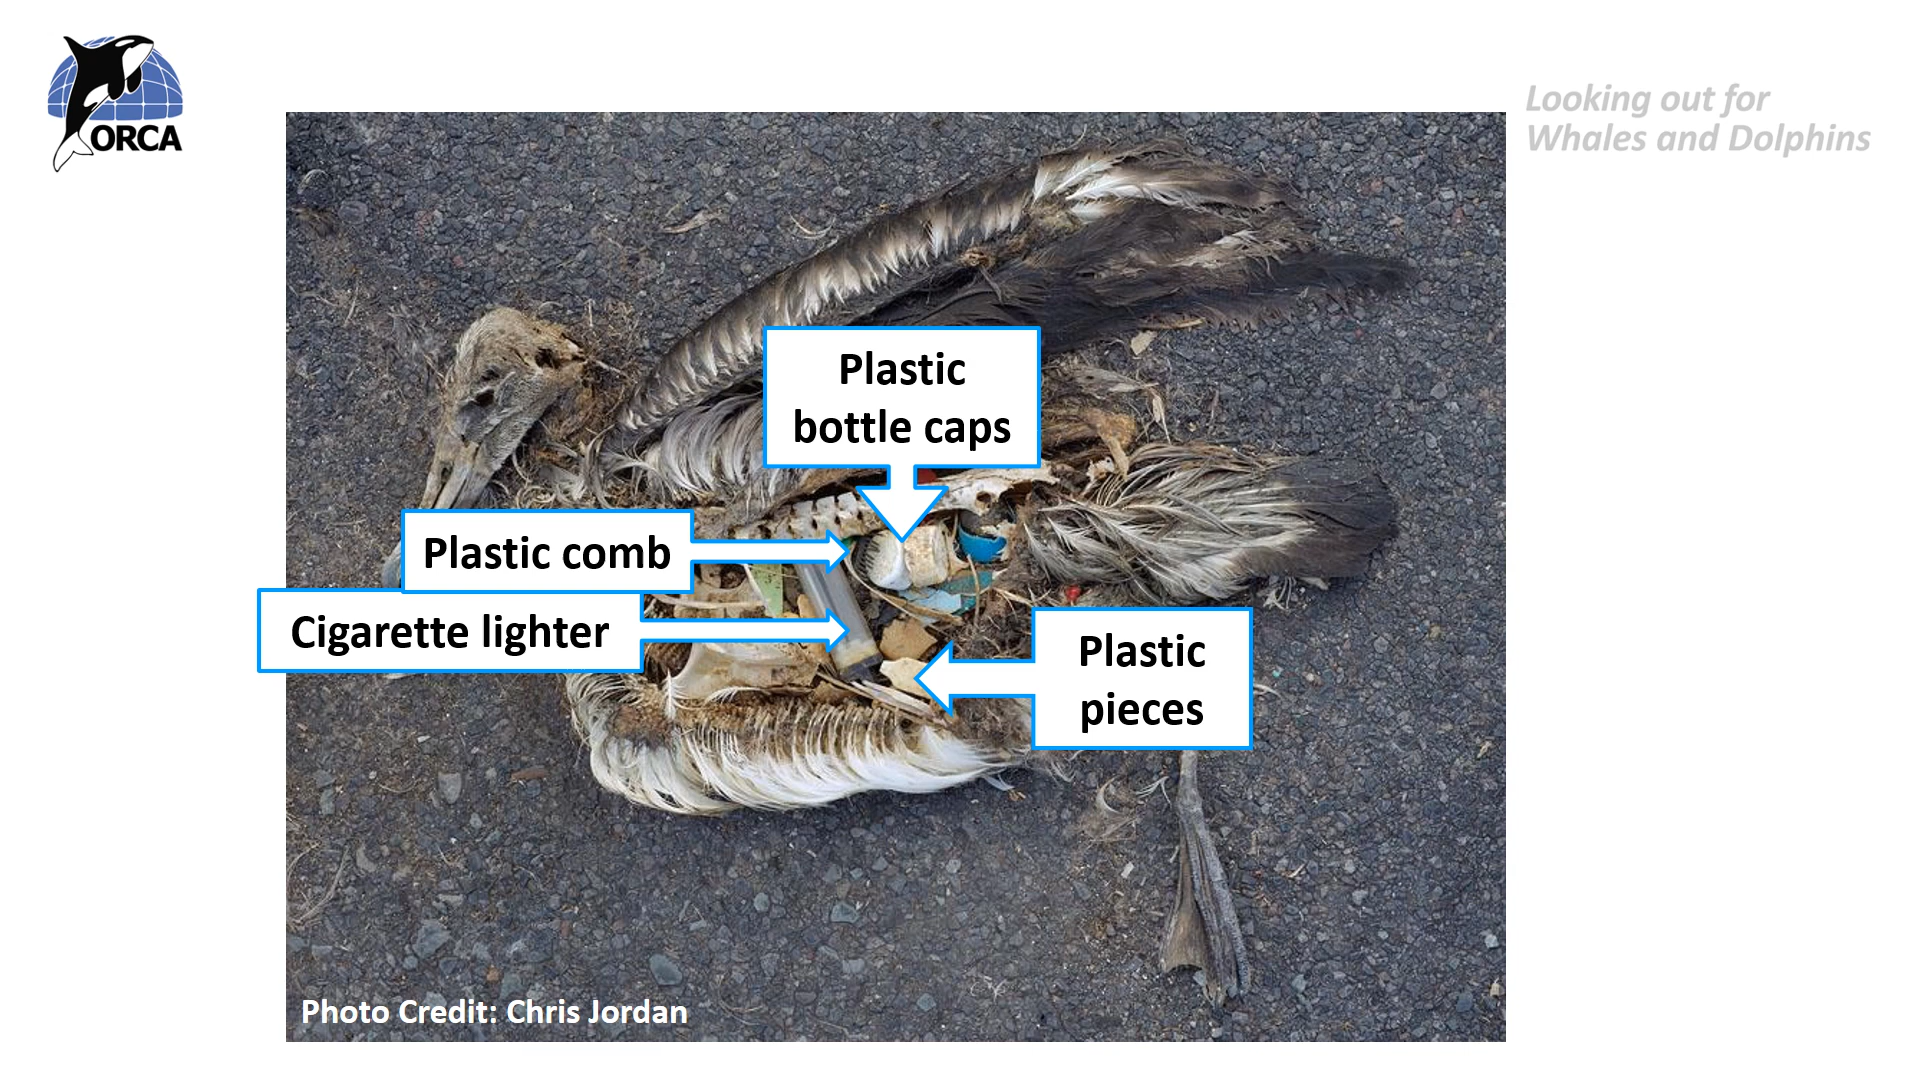 ORCA
Looking out for
Whales and Dolphins
Plastic
bottle caps
Plastic comb
Cigarette lighter
Plastic
pieces
Photo Credit: Chris Jordan